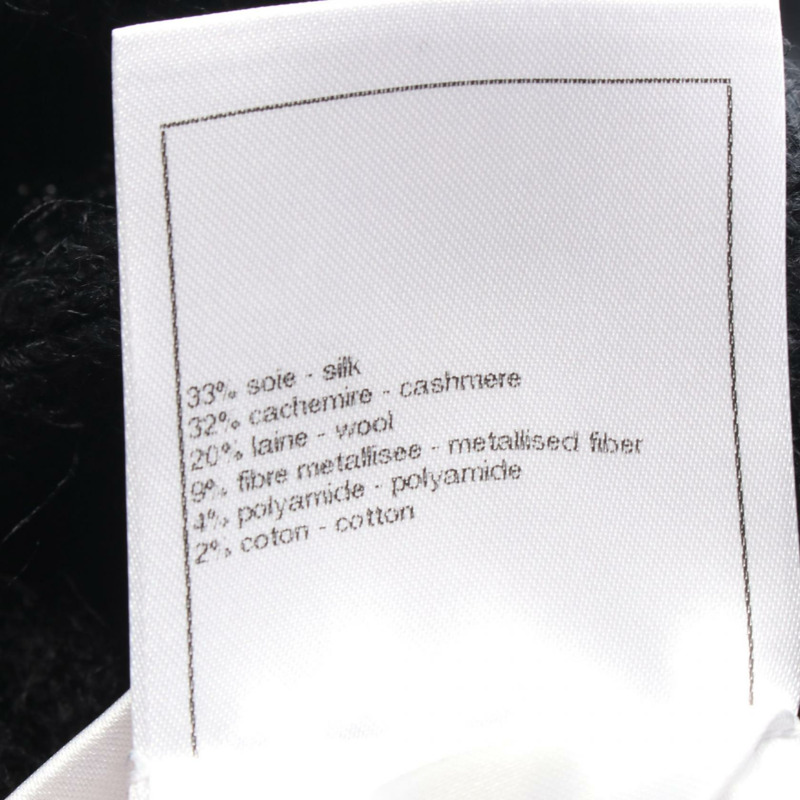 33% soie - silk
32% cachemire - cashmere
20% laine - wool
9% fibre metallisee - metallised fiber
4% polyamide - polyamide
2% coton - cotton